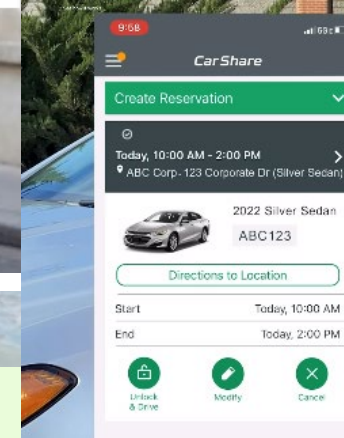 9:58
CarShare
Create Reservation
Today, 10:00 AM - 2:00 PM
ABC Corp- 123 Corporate Dr (Silver Sedan)
2022 Silver Sedan
ABC123
Directions to Location
Start Today, 10:00 AM
End Today, 2:00 PM
Unlock & Drive
Modify
Cancel